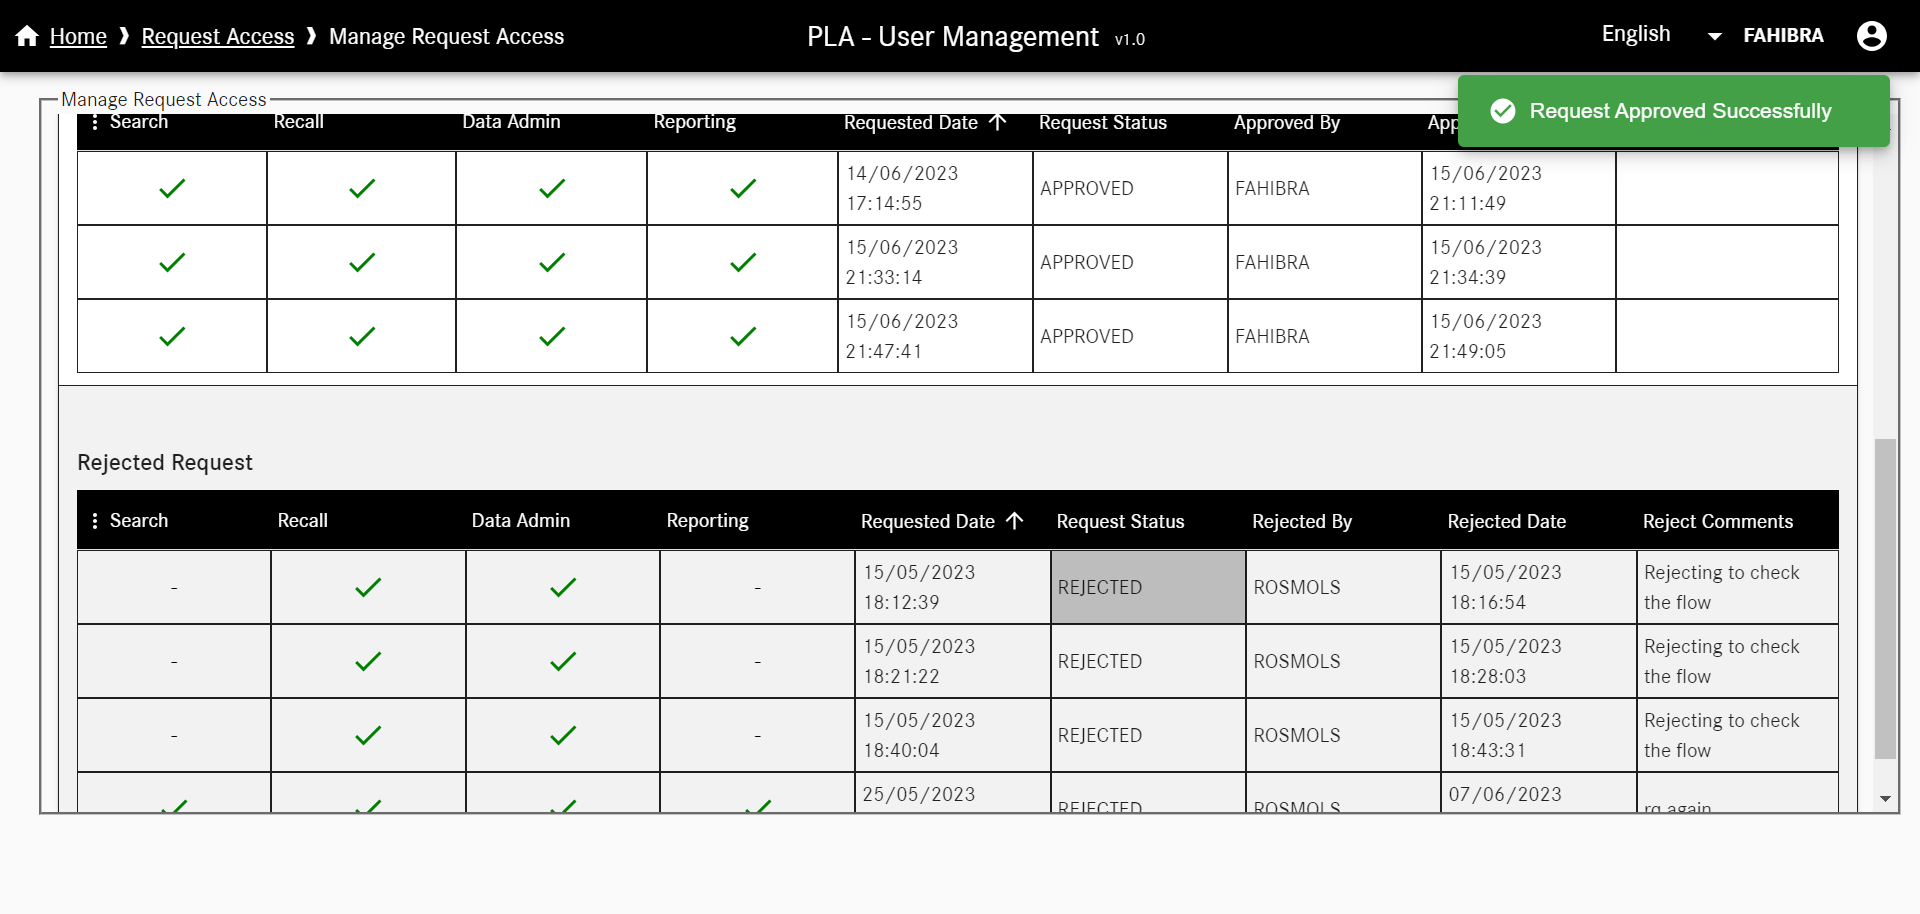 Home ❱ Request Access ❱ Manage Request Access
PLA - User Management v1.0
English
FAHIBRA
Request Approved Successfully
Manage Request Access
Search Recall Data Admin Reporting Requested Date ↑ Request Status Approved By
14/06/2023
17:14:55
APPROVED FAHIBRA
15/06/2023
21:11:49
15/06/2023
21:33:14
APPROVED FAHIBRA
15/06/2023
21:34:39
15/06/2023
21:47:41
APPROVED FAHIBRA
15/06/2023
21:49:05
Rejected Request
Search Recall Data Admin Reporting Requested Date ↑ Request Status Rejected By Rejected Date Reject Comments
- -
15/05/2023
18:12:39
REJECTED ROSMOLS
15/05/2023
18:16:54
Rejecting to check
the flow
- -
15/05/2023
18:21:22
REJECTED ROSMOLS
15/05/2023
18:28:03
Rejecting to check
the flow
- -
15/05/2023
18:40:04
REJECTED ROSMOLS
15/05/2023
18:43:31
Rejecting to check
the flow
25/05/2023
REJECTED ROSMOLS
07/06/2023
rq again